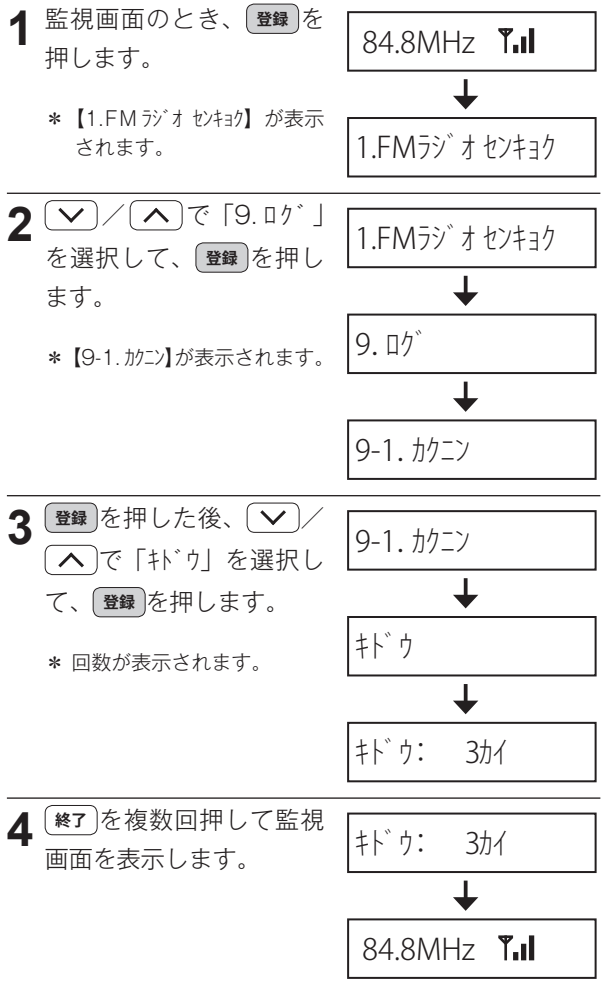 1 監視画面のとき、登録を
押します。
＊【1.FMﾗｼﾞｵ ｾﾝｷｮｸ】が表示
されます。
84.8MHz
↓
1.FMﾗｼﾞｵ ｾﾝｷｮｸ
2 ∨／∧で「9.ﾛｸﾞ」
を選択して、登録を押し
ます。
＊【9-1.ｶｸﾆﾝ】が表示されます。
1.FMﾗｼﾞｵ ｾﾝｷｮｸ
↓
9.ﾛｸﾞ
↓
9-1.ｶｸﾆﾝ
3 登録を押した後、∨／
∧で「ｷﾄﾞｳ」を選択し
て、登録を押します。
＊ 回数が表示されます。
9-1.ｶｸﾆﾝ
↓
ｷﾄﾞｳ
↓
ｷﾄﾞｳ: 3ｶｲ
4 終了を複数回押して監視
画面を表示します。
ｷﾄﾞｳ: 3ｶｲ
↓
84.8MHz